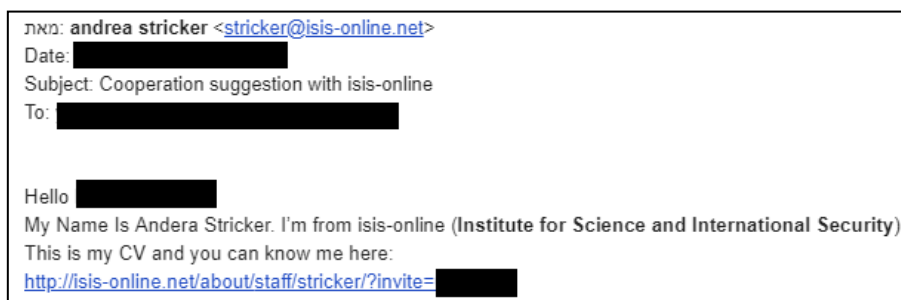 מאת: andrea stricker <stricker@isis-online.net>
Date:
Subject: Cooperation suggestion with isis-online
To:
Hello
My Name Is Andera Stricker. I'm from isis-online (Institute for Science and International Security)
This is my CV and you can know me here:
http://isis-online.net/about/staff/stricker/?invite=